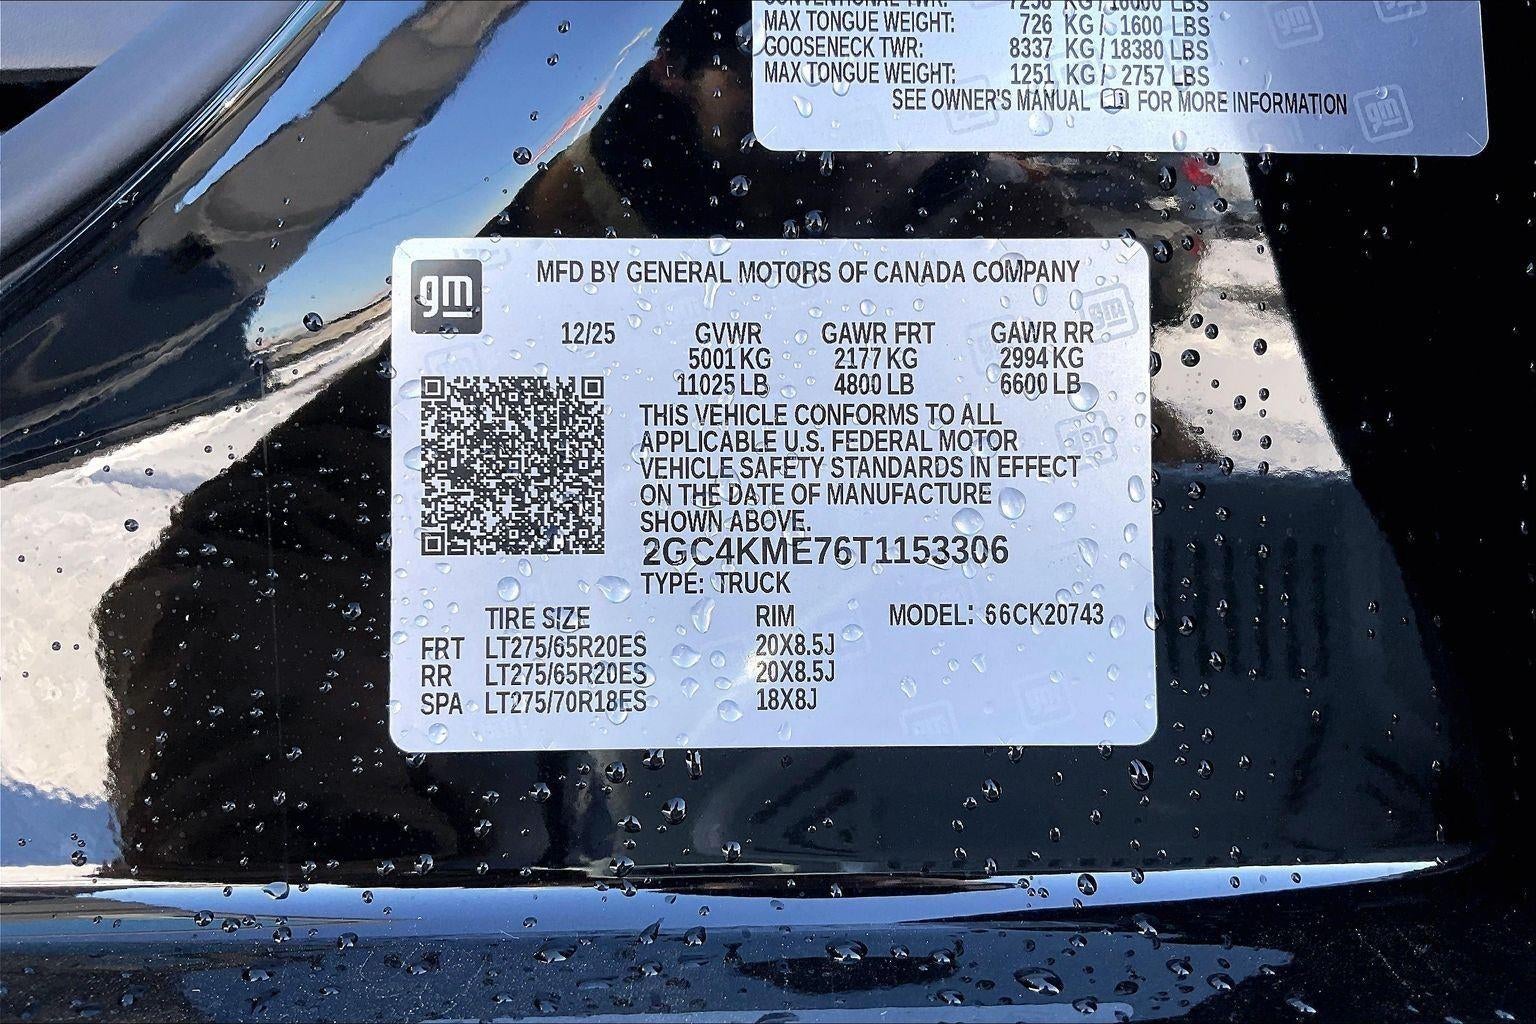 MAX TONGUE WEIGHT: 726 KG / 1600 LBS
GOOSENECK TWR: 8337 KG / 18380 LBS
MAX TONGUE WEIGHT: 1251 KG / 2757 LBS
SEE OWNER'S MANUAL FOR MORE INFORMATION
gm
MFD BY GENERAL MOTORS OF CANADA COMPANY
12/25 GVWR GAWR FRT GAWR RR
5001 KG 2177 KG 2994 KG
11025 LB 4800 LB 6600 LB
THIS VEHICLE CONFORMS TO ALL
APPLICABLE U.S. FEDERAL MOTOR
VEHICLE SAFETY STANDARDS IN EFFECT
ON THE DATE OF MANUFACTURE
SHOWN ABOVE.
2GC4KME76T1153306
TYPE: TRUCK
TIRE SIZE RIM MODEL: 66CK20743
FRT LT275/65R20ES 20X8.5J
RR LT275/65R20ES 20X8.5J
SPA LT275/70R18ES 18X8J